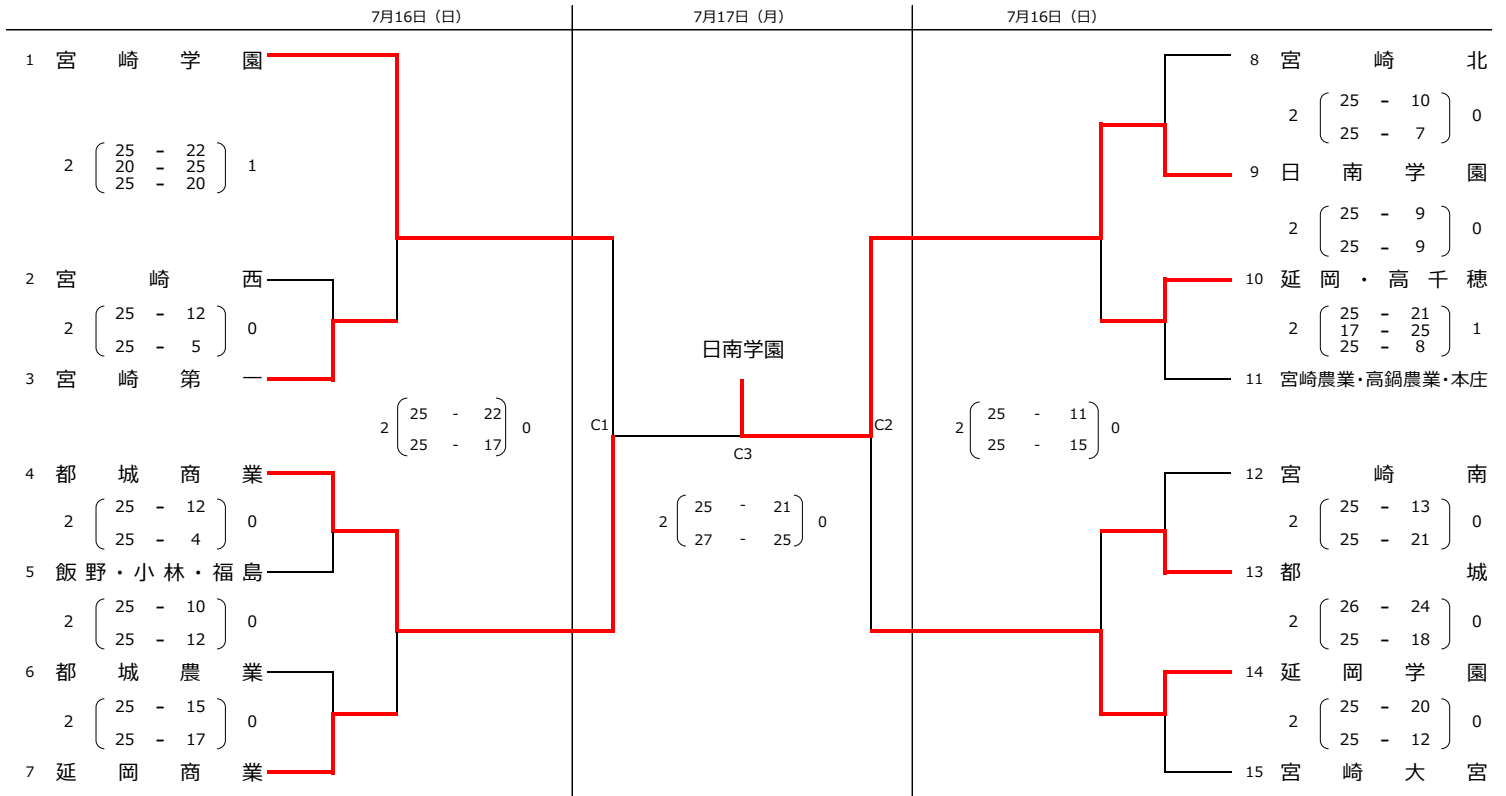 7月16日（日） 7月17日（月） 7月16日（日）
1 宮崎学園
2 25 - 22 1
20 - 25
25 - 20
2 宮崎西
2 25 - 12 0
25 - 5
3 宮崎第一
2 25 - 22 0
25 - 17
4 都城商業
2 25 - 12 0
25 - 4
5 飯野・小林・福島
2 25 - 10 0
25 - 12
6 都城農業
2 25 - 15 0
25 - 17
7 延岡商業
日南学園
C1
C2
C3
2 25 - 21 0
27 - 25
8 宮崎北
2 25 - 10 0
25 - 7
9 日南学園
2 25 - 9 0
25 - 9
10 延岡・高千穂
2 25 - 21 1
17 - 25
25 - 8
11 宮崎農業・高鍋農業・本庄
2 25 - 11 0
25 - 15
12 宮崎南
2 25 - 13 0
25 - 21
13 都城
2 26 - 24 0
25 - 18
14 延岡学園
2 25 - 20 0
25 - 12
15 宮崎大宮